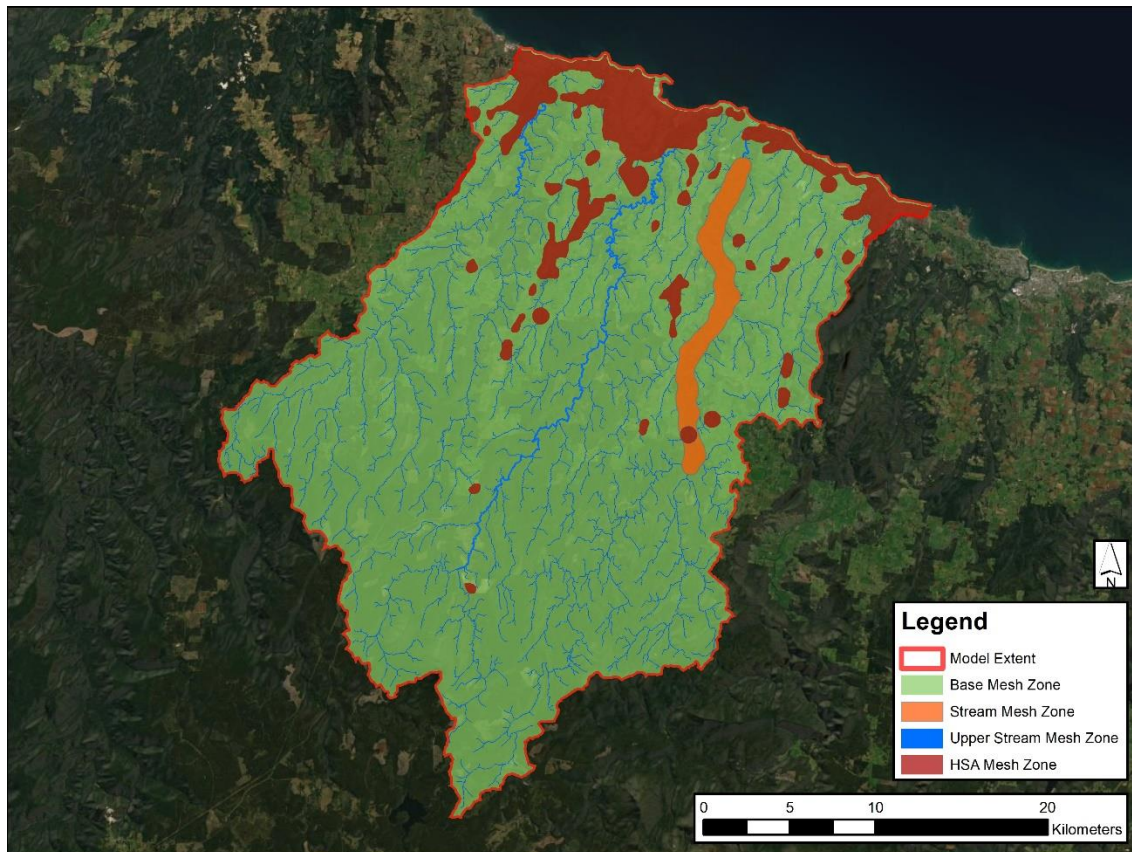 N
Legend
Model Extent
Base Mesh Zone
Stream Mesh Zone
Upper Stream Mesh Zone
HSA Mesh Zone
0 5 10 20
Kilometers